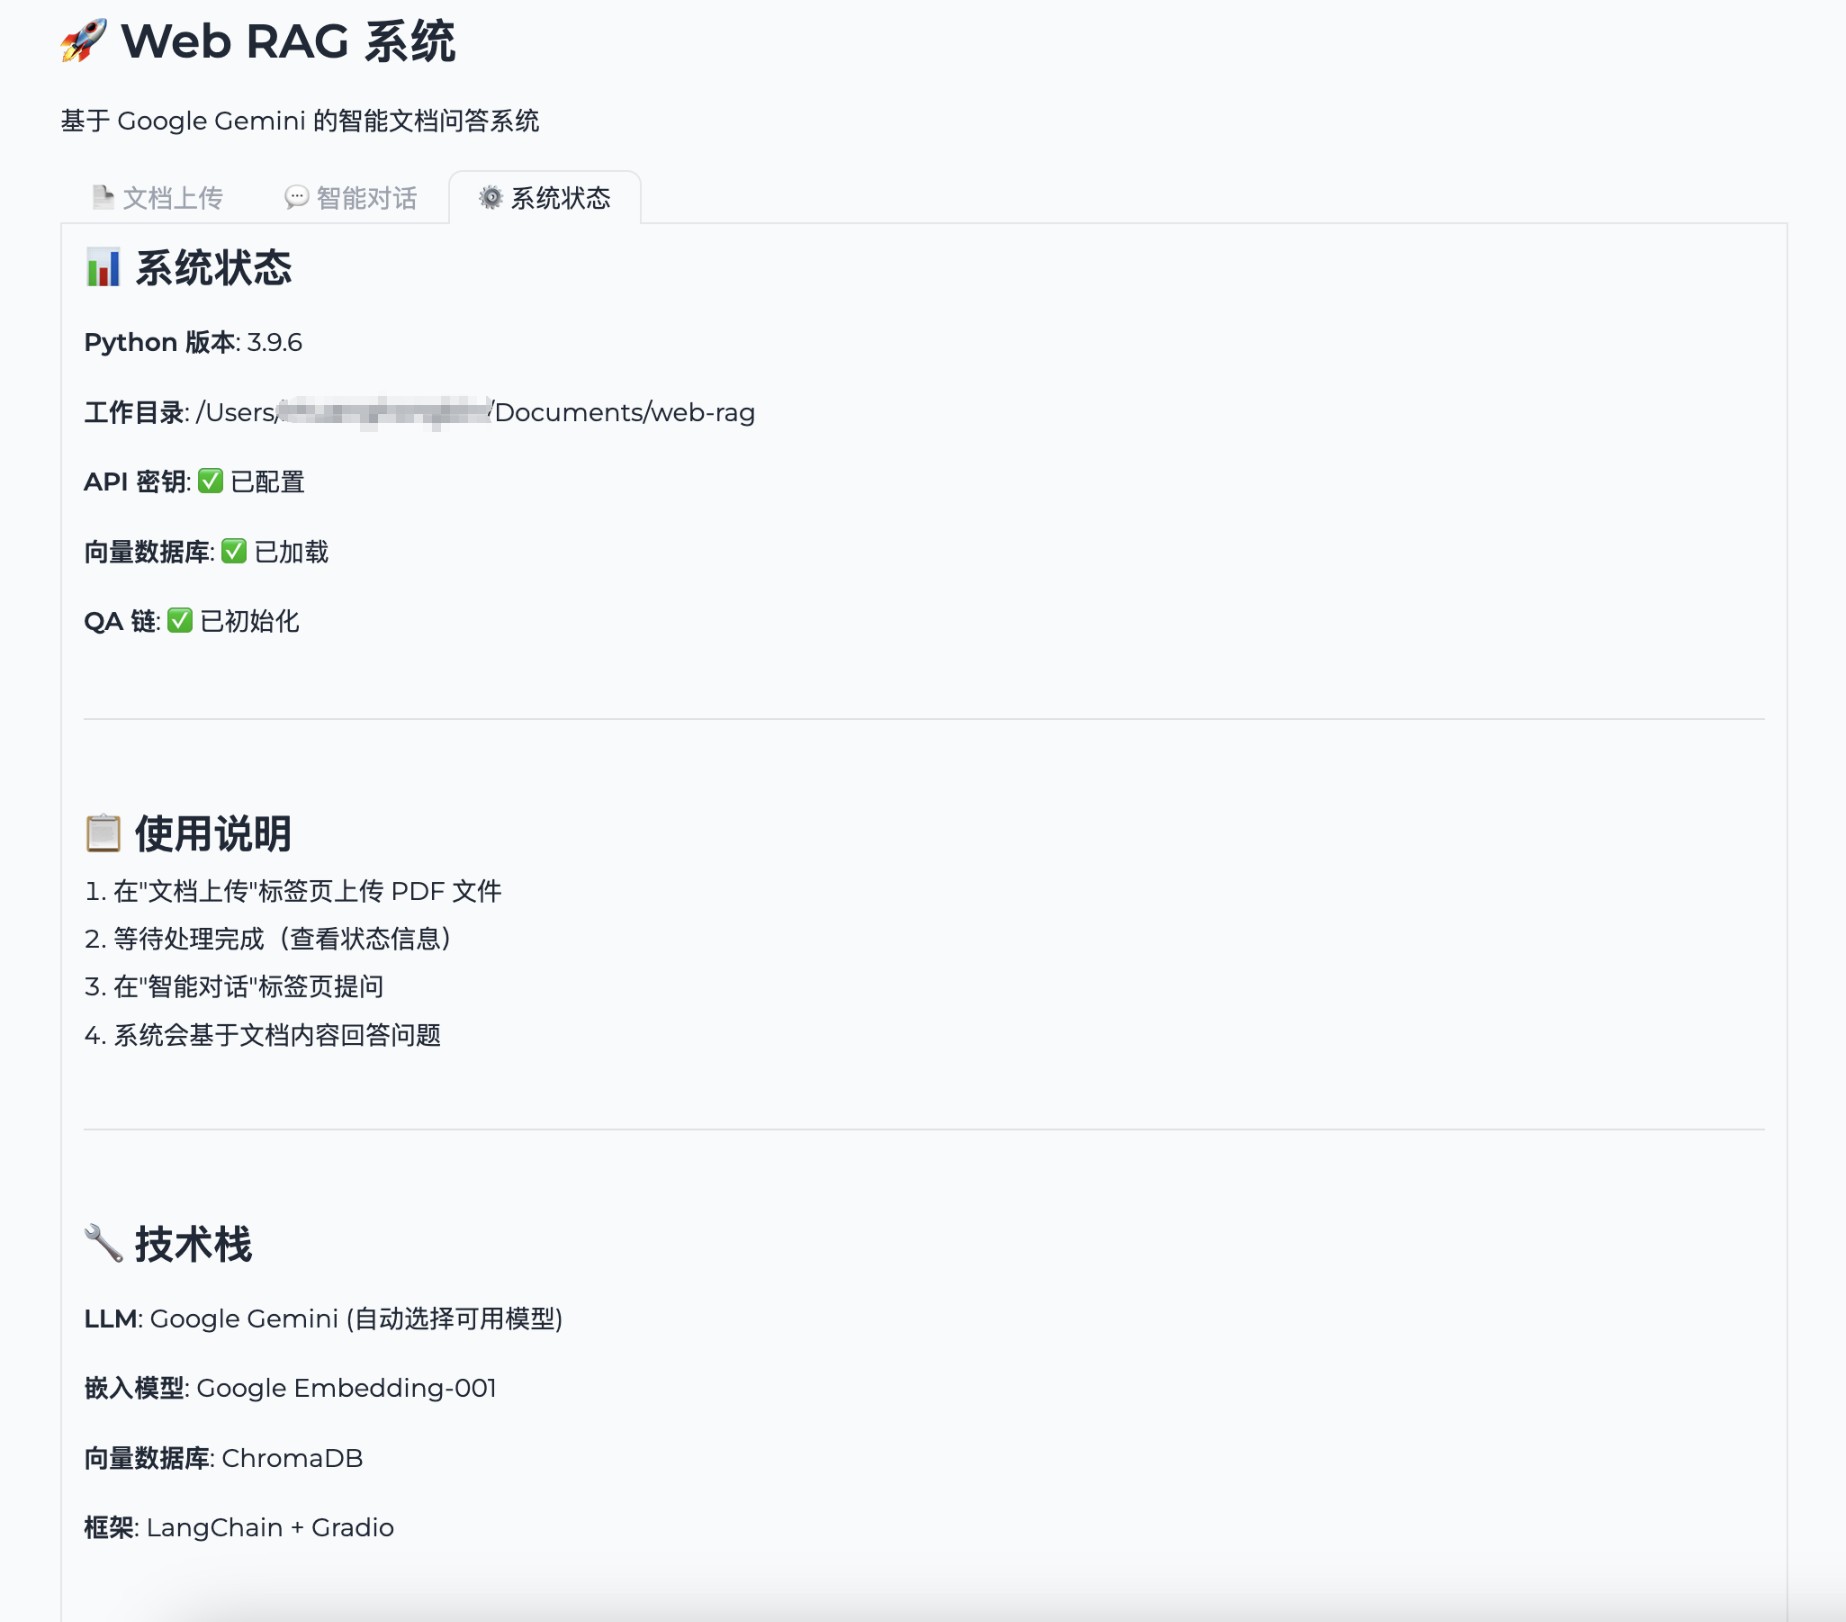 🚀 Web RAG 系统
基于 Google Gemini 的智能文档问答系统
文档上传
💬 智能对话
⚙️ 系统状态
📊 系统状态
Python 版本: 3.9.6
工作目录: /Users/ /Documents/web-rag
API 密钥: ✅ 已配置
向量数据库: ✅ 已加载
QA 链: ✅ 已初始化
📋 使用说明
1. 在"文档上传"标签页上传 PDF 文件
2. 等待处理完成（查看状态信息）
3. 在"智能对话"标签页提问
4. 系统会基于文档内容回答问题
🔧 技术栈
LLM: Google Gemini (自动选择可用模型)
嵌入模型: Google Embedding-001
向量数据库: ChromaDB
框架: LangChain + Gradio